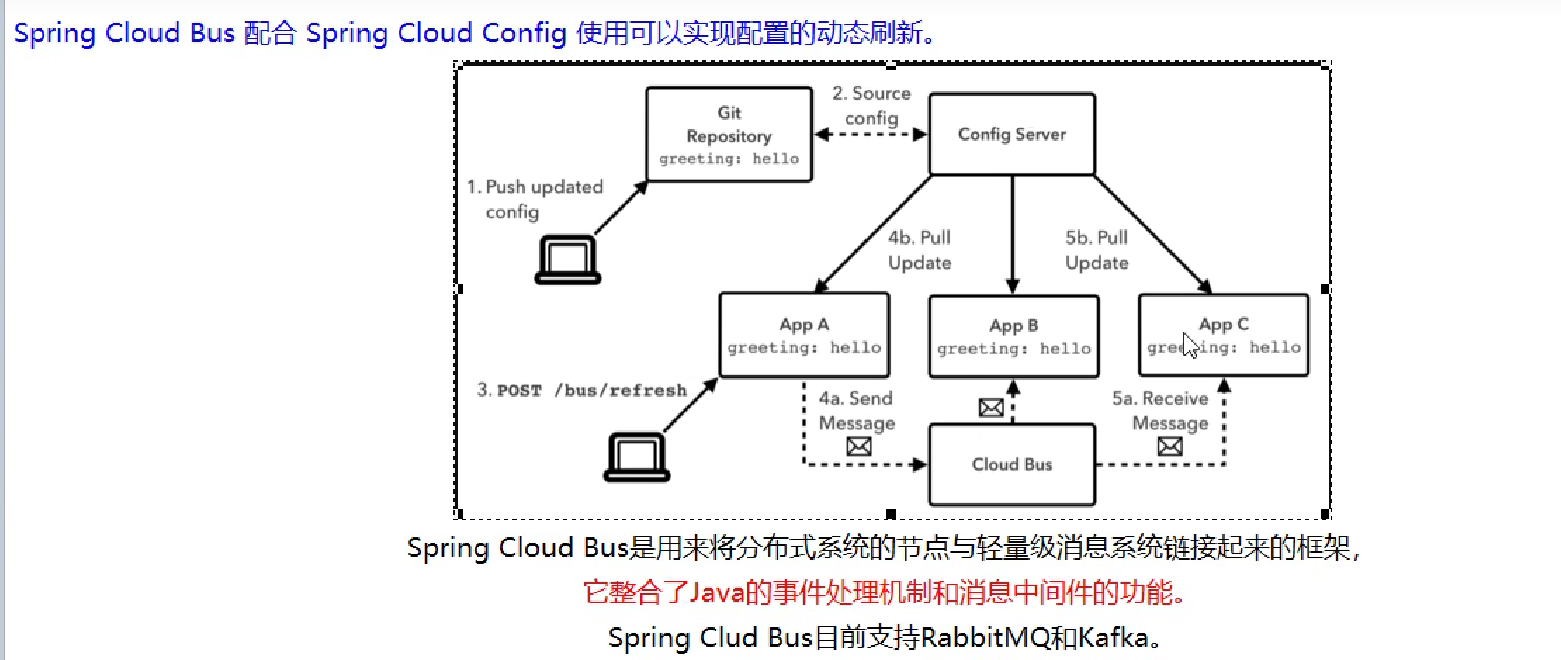 Spring Cloud Bus 配合 Spring Cloud Config 使用可以实现配置的动态刷新。
Git
Repository
greeting: hello
2. Source
config
Config Server
1. Push updated
config
4b. Pull
Update
5b. Pull
Update
App A
greeting: hello
App B
greeting: hello
App C
greeting: hello
3. POST /bus/refresh
4a. Send
Message
5a. Receive
Message
Cloud Bus
Spring Cloud Bus是用来将分布式系统的节点与轻量级消息系统链接起来的框架，
它整合了Java的事件处理机制和消息中间件的功能。
Spring Clud Bus目前支持RabbitMQ和Kafka。